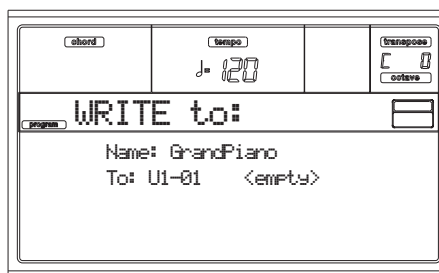 chord tempo transpose
♩= 120 C 0
octave
WRITE to:
program
Name: GrandPiano
To: U1-01 <empty>